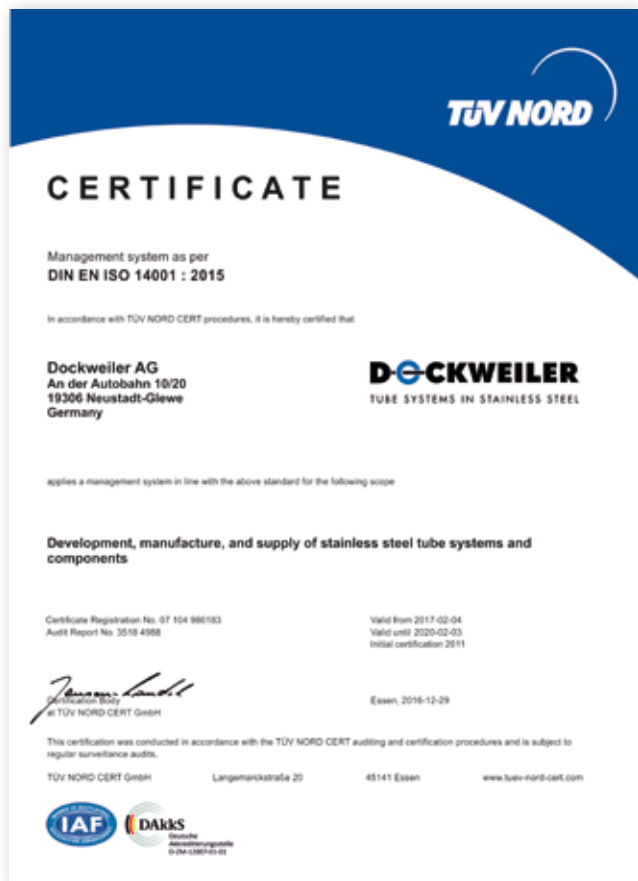 TÜV NORD
CERTIFICATE
Management system as per
DIN EN ISO 14001 : 2015
In accordance with TÜV NORD CERT procedures, it is hereby certified that
Dockweiler AG
An der Autobahn 10/20
19306 Neustadt-Glewe
Germany
DOCKWEILER
TUBE SYSTEMS IN STAINLESS STEEL
applies a management system in line with the above standard for the following scope
Development, manufacture, and supply of stainless steel tube systems and
components
Certificate Registration No. 07 104 980183
Audit Report No. 3518 4988
Valid from 2017-02-04
Valid until 2020-02-03
Initial certification 2011
Certification Body
at TÜV NORD CERT GmbH
Essen, 2016-12-29
This certification was conducted in accordance with the TÜV NORD CERT auditing and certification procedures and is subject to
regular surveillance audits.
TÜV NORD CERT GmbH Langemarckstraße 20 45141 Essen www.tuev-nord-cert.com
IAF
DAkkS
Deutsche
Akkreditierungsstelle
D-ZM-12007-01-01